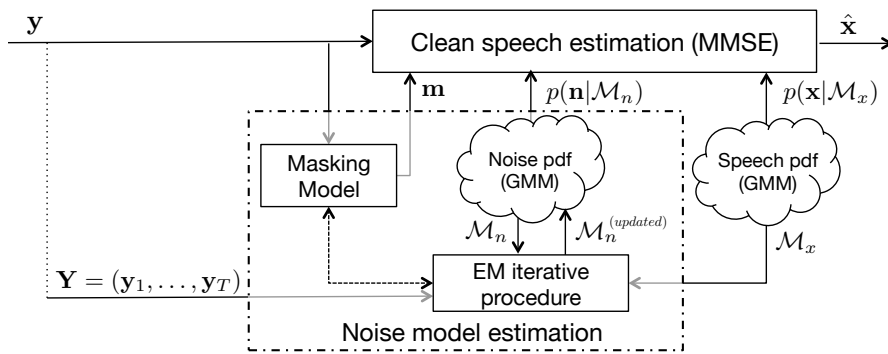 y
Clean speech estimation (MMSE)
x̂
m
p(n|ℳₙ)
p(x|ℳₓ)
Masking
Model
Noise pdf
(GMM)
Speech pdf
(GMM)
ℳₙ
ℳₙ^(updated)
ℳₓ
Y = (y₁, . . . , y_T)
EM iterative
procedure
Noise model estimation